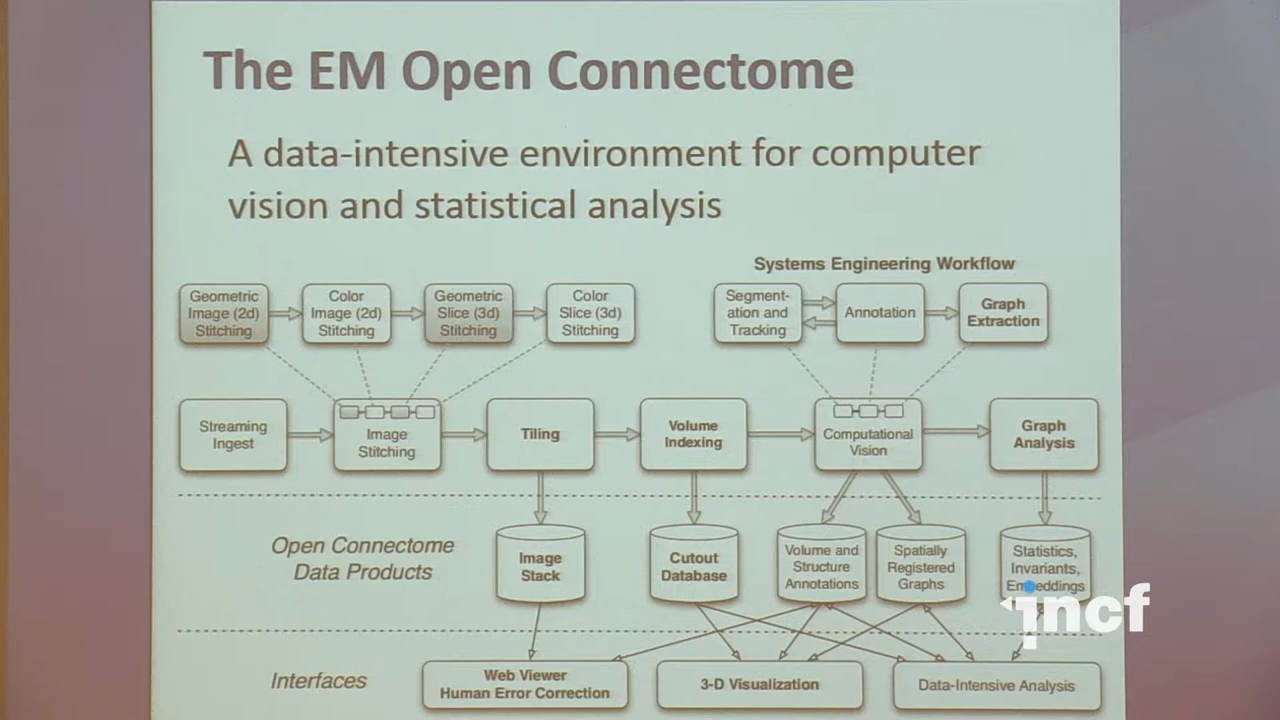 The EM Open Connectome
A data-intensive environment for computer
vision and statistical analysis
Systems Engineering Workflow
Geometric
Image (2d)
Stitching
Color
Image (2d)
Stitching
Geometric
Slice (3d)
Stitching
Color
Slice (3d)
Stitching
Segment-
ation and
Tracking
Annotation
Graph
Extraction
Streaming
Ingest
Image
Stitching
Tiling
Volume
Indexing
Computational
Vision
Graph
Analysis
Open Connectome
Data Products
Image
Stack
Cutout
Database
Volume and
Structure
Annotations
Spatially
Registered
Graphs
Statistics,
Invariants,
Embeddings
incf
Interfaces
Web Viewer
Human Error Correction
3-D Visualization
Data-Intensive Analysis